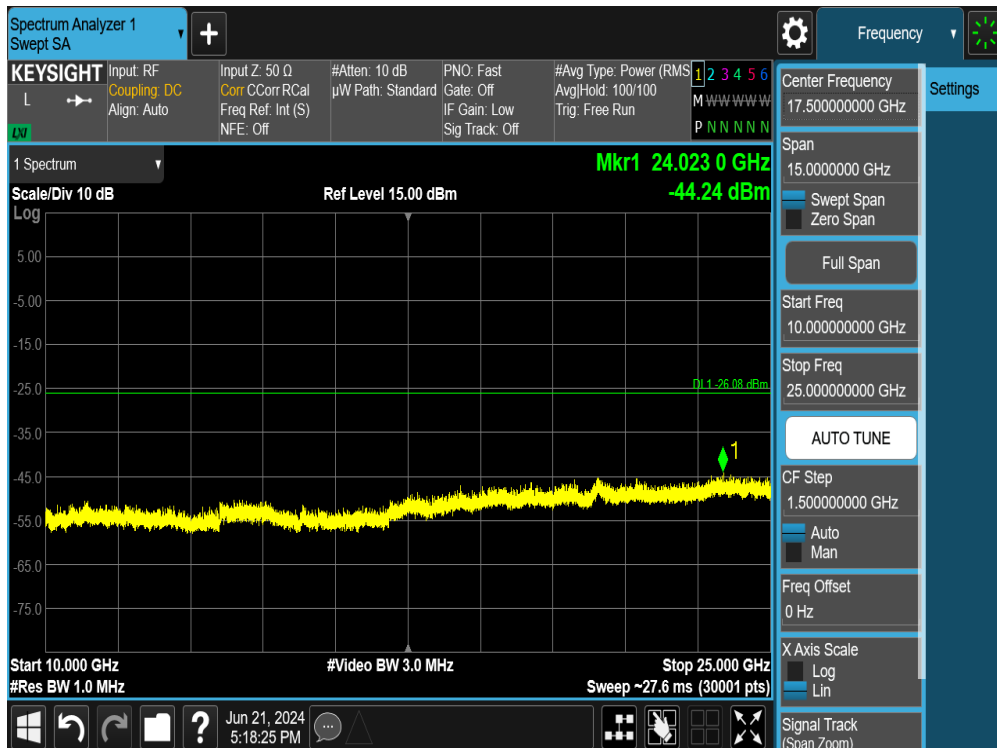 Spectrum Analyzer 1
Swept SA
+
Frequency
KEYSIGHT
L
LXI
Input: RF
Coupling: DC
Align: Auto
Input Z: 50 Ω
Corr CCorr RCal
Freq Ref: Int (S)
NFE: Off
#Atten: 10 dB
µW Path: Standard
PNO: Fast
Gate: Off
IF Gain: Low
Sig Track: Off
#Avg Type: Power (RMS
Avg|Hold: 100/100
Trig: Free Run
1 2 3 4 5 6
M W W W W W
P N N N N N
1 Spectrum
Mkr1 24.023 0 GHz
Scale/Div 10 dB
Ref Level 15.00 dBm
-44.24 dBm
Log
5.00
-5.00
-15.0
-25.0
DL1 -26.08 dBm
-35.0
1
-45.0
-55.0
-65.0
-75.0
Start 10.000 GHz
#Video BW 3.0 MHz
Stop 25.000 GHz
#Res BW 1.0 MHz
Sweep ~27.6 ms (30001 pts)
Center Frequency
17.500000000 GHz
Span
15.0000000 GHz
Swept Span
Zero Span
Full Span
Start Freq
10.000000000 GHz
Stop Freq
25.000000000 GHz
AUTO TUNE
CF Step
1.500000000 GHz
Auto
Man
Freq Offset
0 Hz
X Axis Scale
Log
Lin
Signal Track
(Span Zoom)
Settings
?
Jun 21, 2024
5:18:25 PM